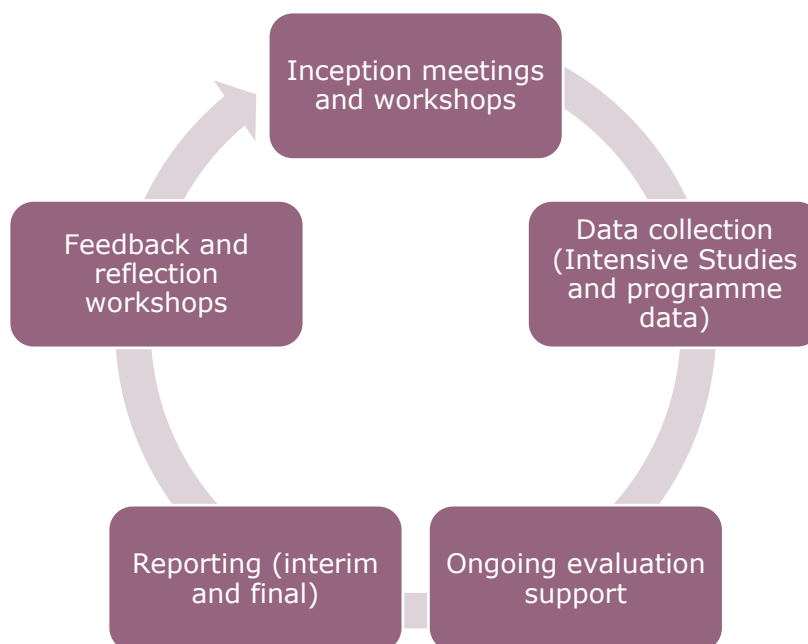 Inception meetings
and workshops
Data collection
(Intensive Studies
and programme
data)
Ongoing evaluation
support
Reporting (interim
and final)
Feedback and
reflection
workshops